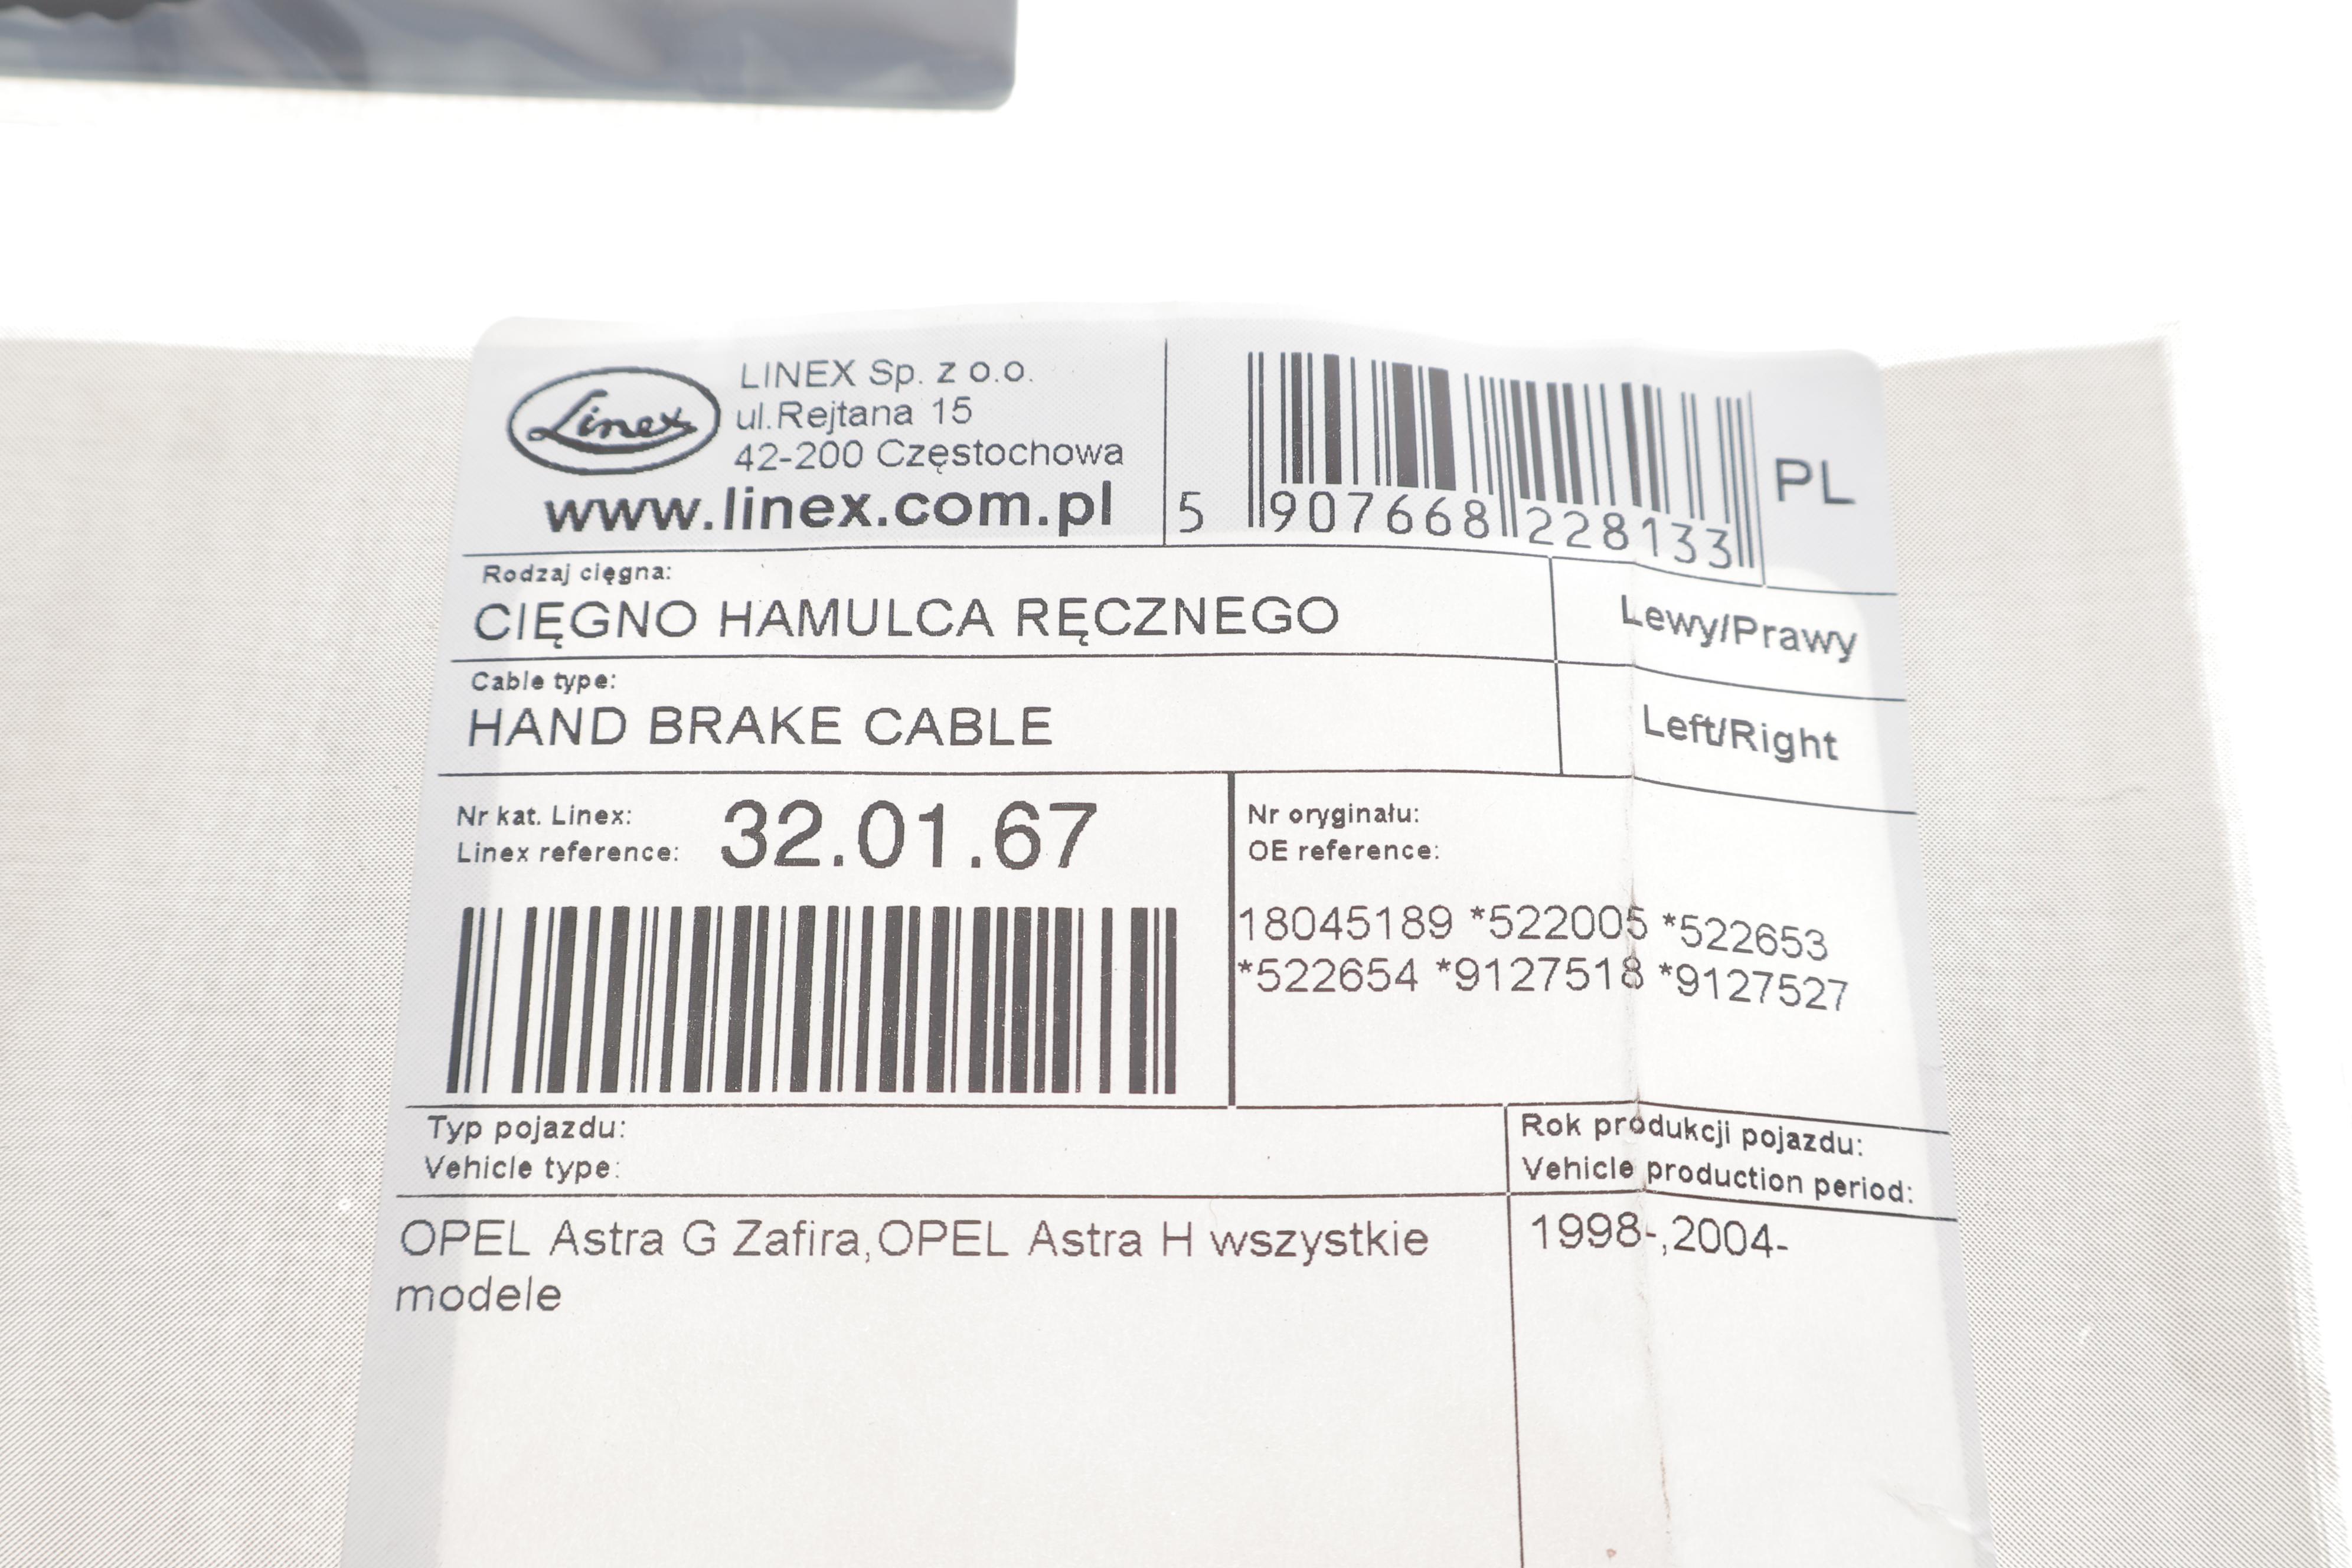 Linex
LINEX Sp. z o.o.
ul.Rejtana 15
42-200 Częstochowa
www.linex.com.pl
5 907668 228133
PL
Rodzaj cięgna:
CIĘGNO HAMULCA RĘCZNEGO
Lewy/Prawy
Cable type:
HAND BRAKE CABLE
Left/Right
Nr kat. Linex:
Linex reference:
32.01.67
Nr oryginału:
OE reference:
18045189 *522005 *522653
*522654 *9127518 *9127527
Typ pojazdu:
Vehicle type:
Rok produkcji pojazdu:
Vehicle production period:
OPEL Astra G Zafira,OPEL Astra H wszystkie
modele
1998-,2004-